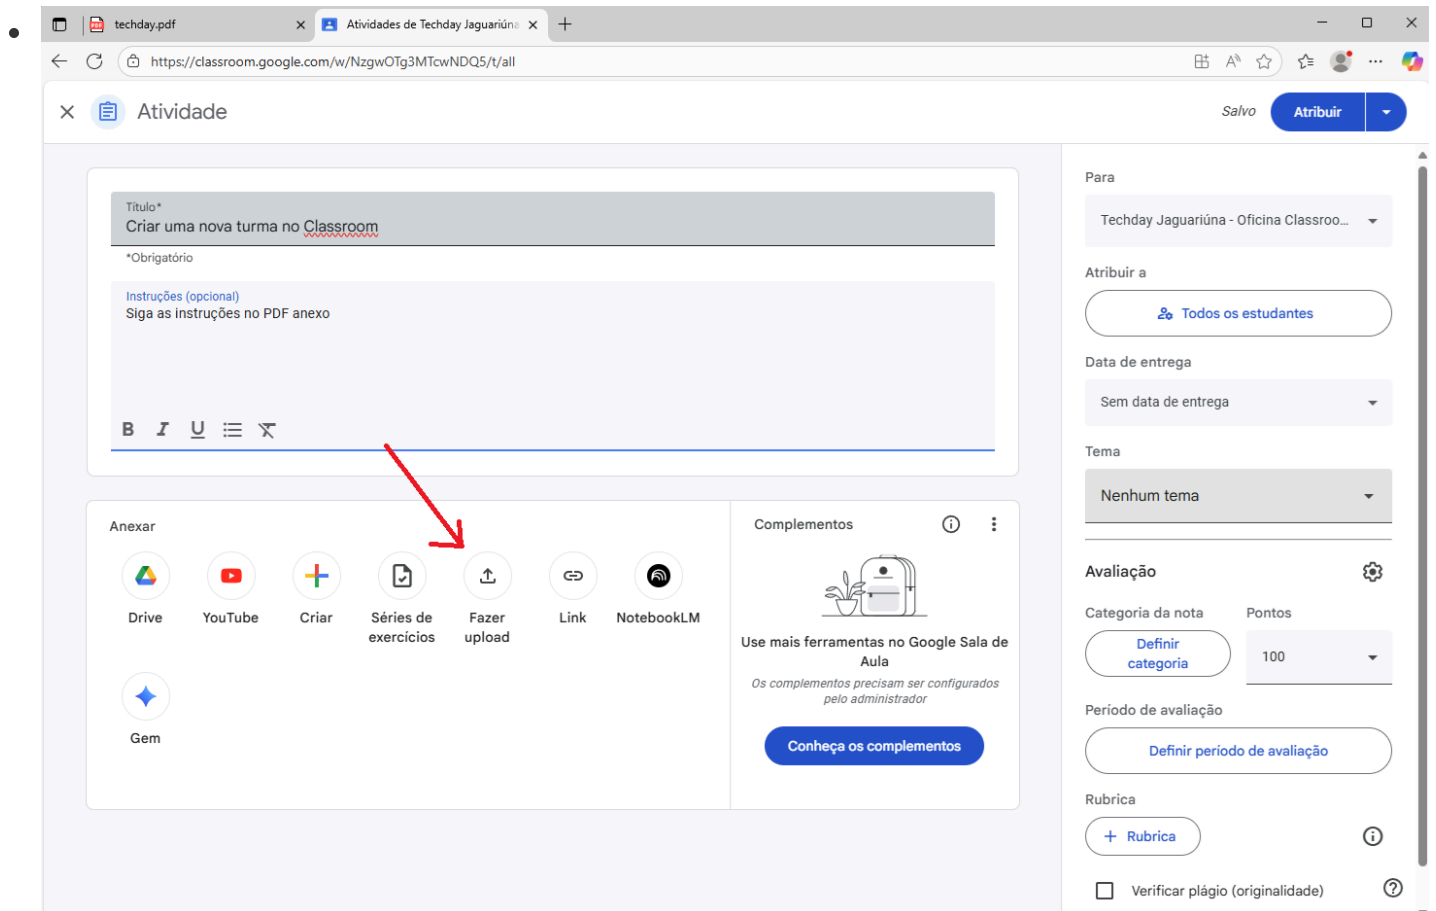 techday.pdf
Atividades de Techday Jaguariúna
https://classroom.google.com/w/NzgwOTg3MTcwNDQ5/t/all
Atividade
Salvo
Atribuir
Título*
Criar uma nova turma no Classroom
*Obrigatório
Instruções (opcional)
Siga as instruções no PDF anexo
B I U
Anexar
Drive
YouTube
Criar
Séries de
exercícios
Fazer
upload
Link
NotebookLM
Gem
Complementos
Use mais ferramentas no Google Sala de
Aula
Os complementos precisam ser configurados
pelo administrador
Conheça os complementos
Para
Techday Jaguariúna - Oficina Classroo...
Atribuir a
Todos os estudantes
Data de entrega
Sem data de entrega
Tema
Nenhum tema
Avaliação
Categoria da nota
Definir
categoria
Pontos
100
Período de avaliação
Definir período de avaliação
Rubrica
+ Rubrica
Verificar plágio (originalidade)